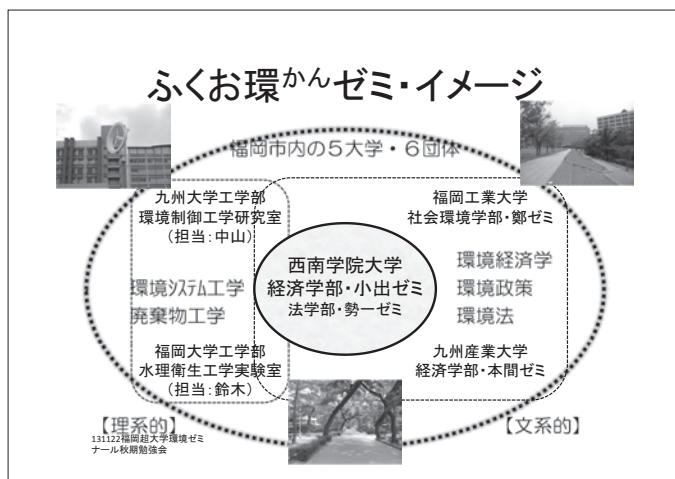 ふくお環かんゼミ・イメージ
福岡市内の5大学・6団体
九州大学工学部
環境制御工学研究室
(担当:中山)
環境システム工学
廃棄物工学
福岡大学工学部
水理衛生工学実験室
(担当:鈴木)
【理系的】
西南学院大学
経済学部・小出ゼミ
法学部・勢一ゼミ
福岡工業大学
社会環境学部・鄭ゼミ
環境経済学
環境政策
環境法
九州産業大学
経済学部・本間ゼミ
【文系的】
131122福岡超大学環境ゼミ
ナール秋期勉強会